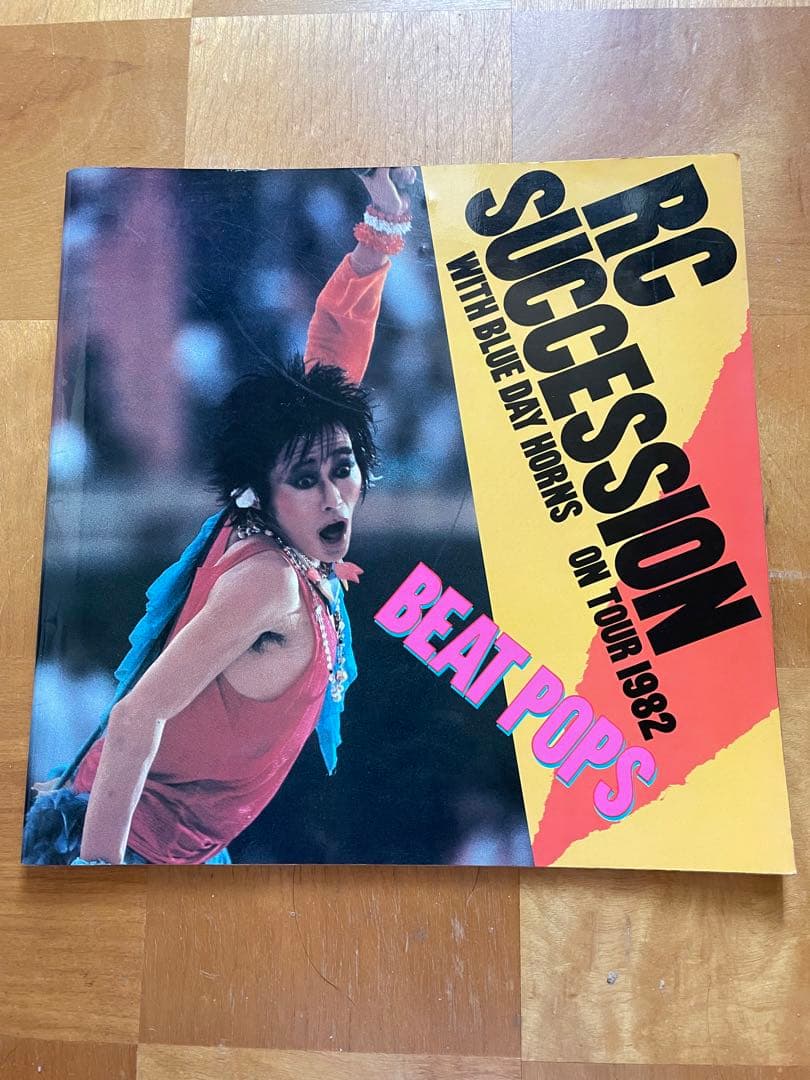 RC
SUCCESSION
WITH BLUE DAY HORNS ON TOUR 1982
BEAT POPS